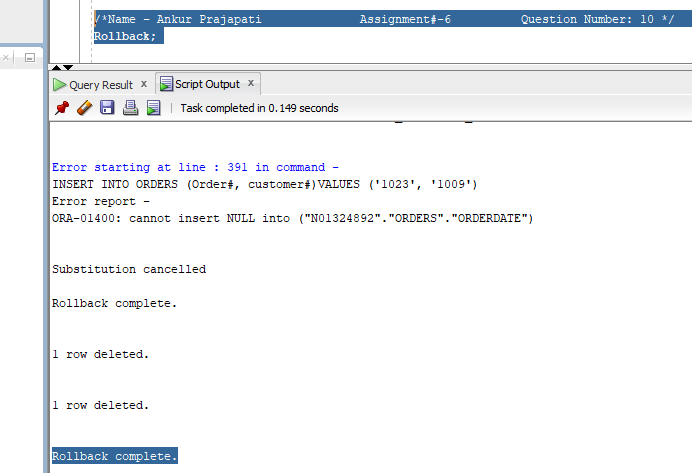 /*Name - Ankur Prajapati Assignment#-6 Question Number: 10 */
Rollback;
Query Result x Script Output x
Task completed in 0.149 seconds
Error starting at line : 391 in command -
INSERT INTO ORDERS (Order#, customer#)VALUES ('1023', '1009')
Error report -
ORA-01400: cannot insert NULL into ("N01324892"."ORDERS"."ORDERDATE")
Substitution cancelled
Rollback complete.
1 row deleted.
1 row deleted.
Rollback complete.